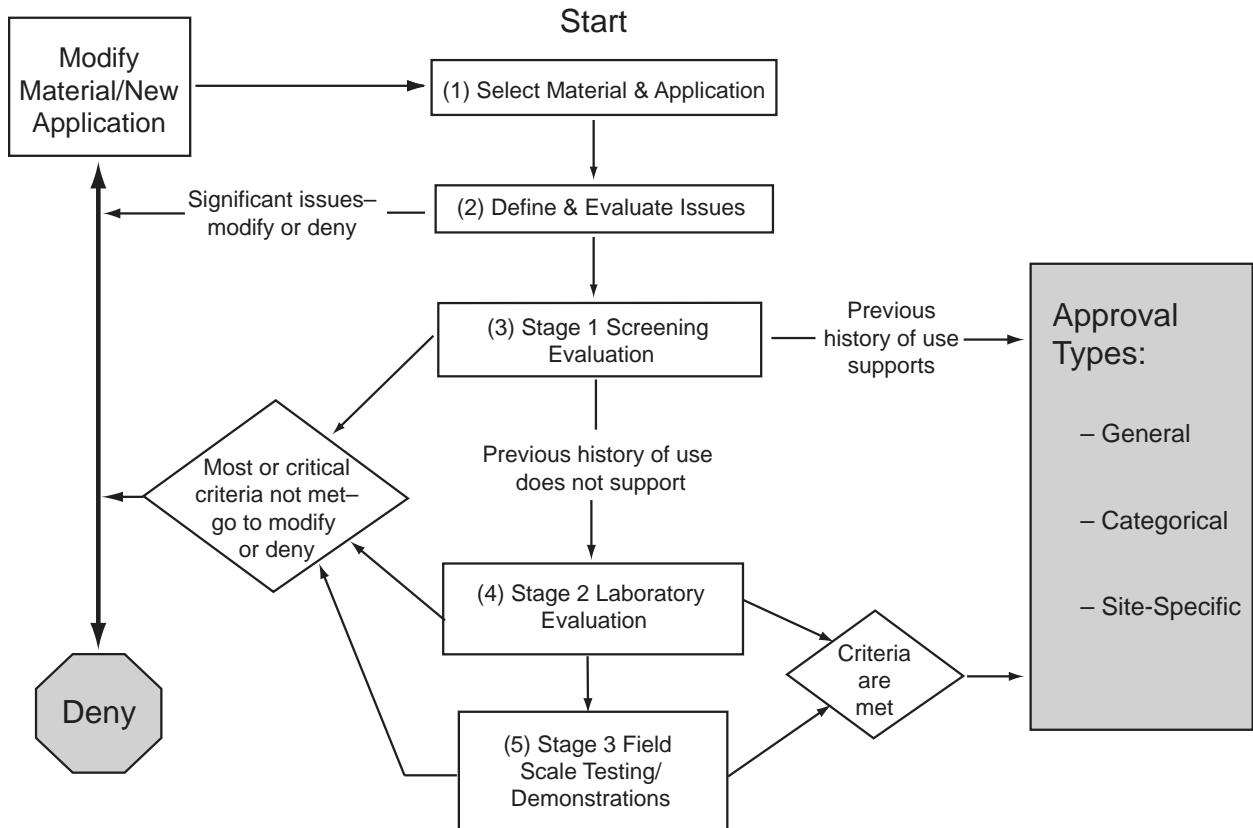 Start
Modify
Material/New
Application
(1) Select Material & Application
Significant issues–
modify or deny
(2) Define & Evaluate Issues
(3) Stage 1 Screening
Evaluation
Previous
history of use
supports
Approval
Types:
– General
– Categorical
– Site-Specific
Most or critical
criteria not met–
go to modify
or deny
Previous history of use
does not support
(4) Stage 2 Laboratory
Evaluation
Criteria
are
met
Deny
(5) Stage 3 Field
Scale Testing/
Demonstrations